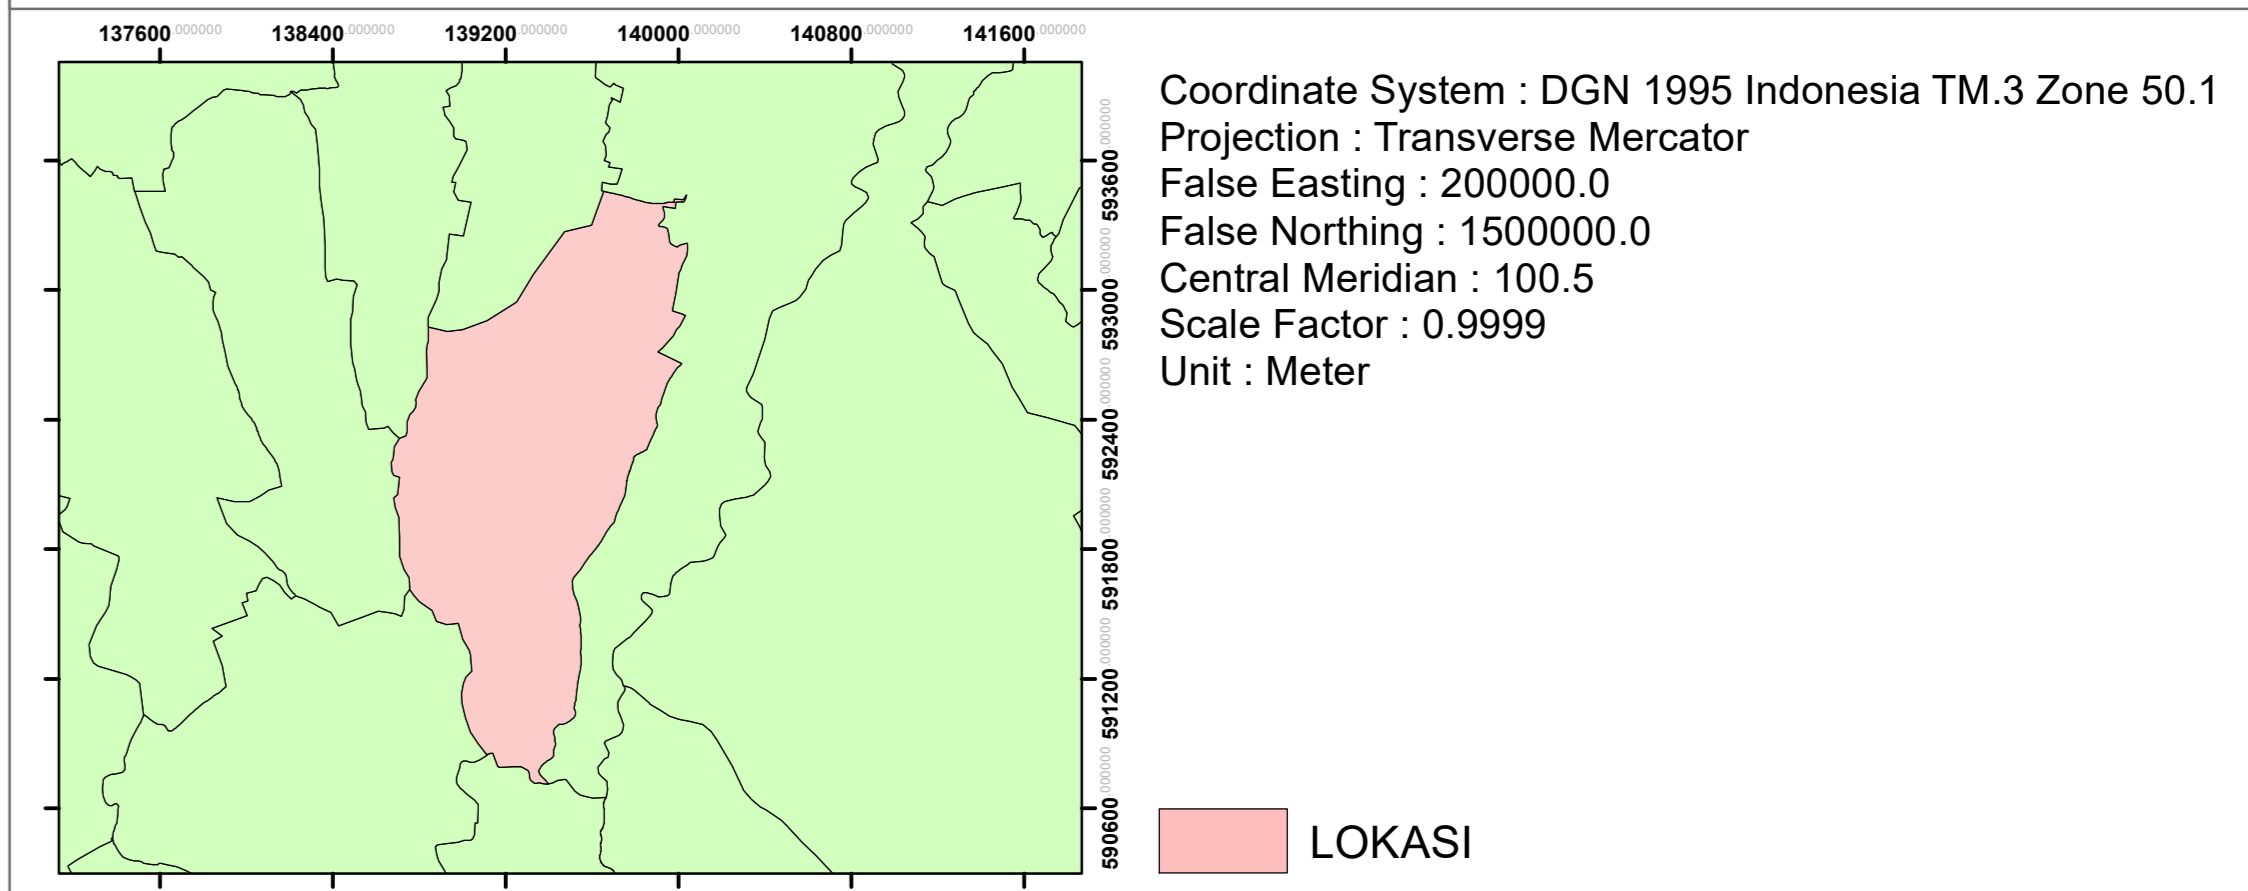 137600.000000 138400.000000 139200.000000 140000.000000 140800.000000 141600.000000
593600.000000
593000.000000
592400.000000
591800.000000
591200.000000
590600.000000
Coordinate System : DGN 1995 Indonesia TM.3 Zone 50.1
Projection : Transverse Mercator
False Easting : 200000.0
False Northing : 1500000.0
Central Meridian : 100.5
Scale Factor : 0.9999
Unit : Meter
LOKASI